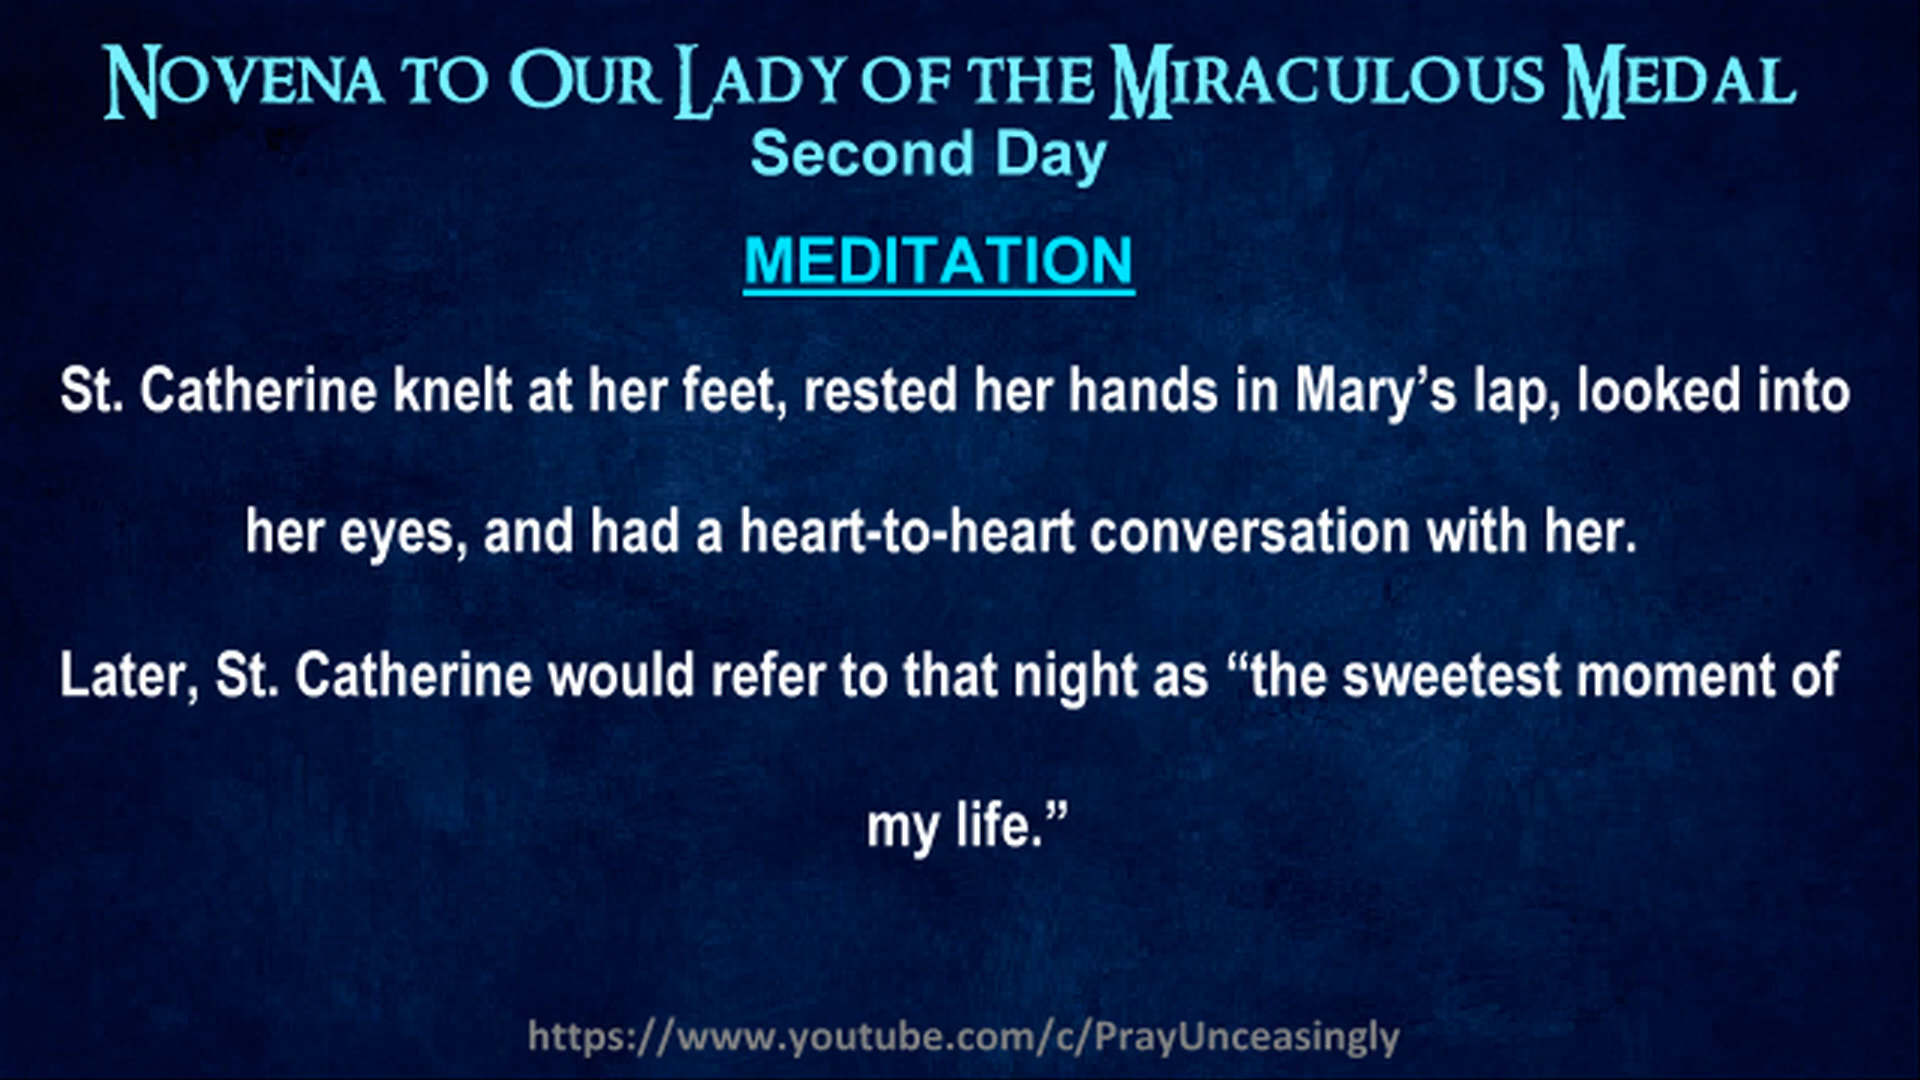 Novena to Our Lady of the Miraculous Medal
Second Day
MEDITATION
St. Catherine knelt at her feet, rested her hands in Mary’s lap, looked into
her eyes, and had a heart-to-heart conversation with her.
Later, St. Catherine would refer to that night as “the sweetest moment of
my life.”
https://www.youtube.com/c/PrayUnceasingly